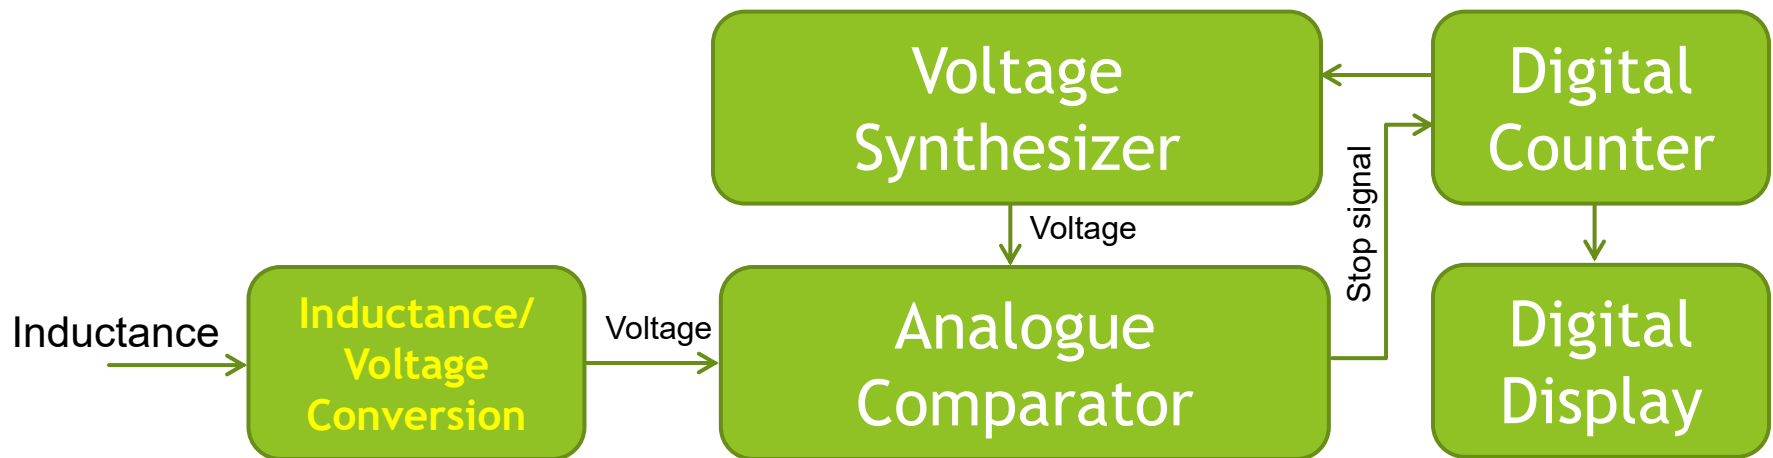 Voltage
Synthesizer
Digital
Counter
Voltage
Stop signal
Inductance
Inductance/
Voltage
Conversion
Voltage
Analogue
Comparator
Digital
Display